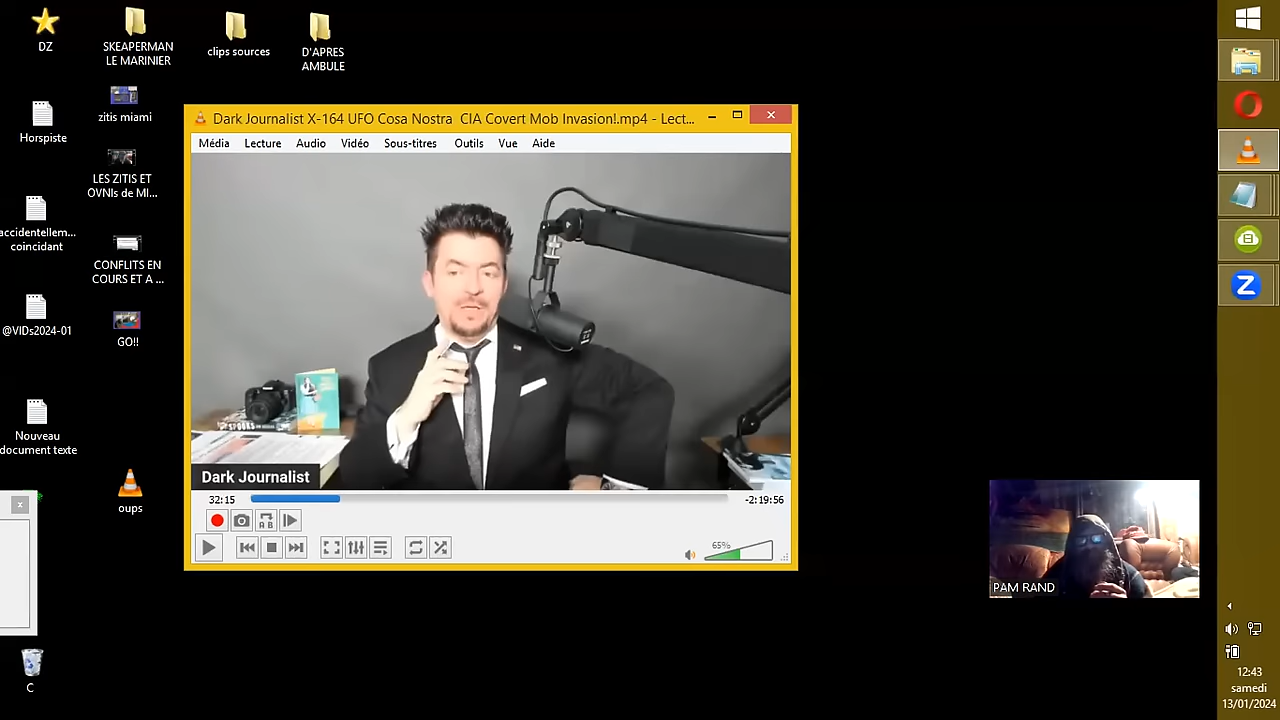 DZ
SKEAPERMAN
LE MARINIER
clips sources
D'APRES
AMBULE
Horspiste
zitis miami
LES ZITIS ET
OVNIs de MI...
accidentellem...
coincidant
CONFLITS EN
COURS ET A ...
@VIDs2024-01
GO!!
Nouveau
document texte
oups
x
C
Dark Journalist X-164 UFO Cosa Nostra  CIA Covert Mob Invasion!.mp4 - Lect...
Média Lecture Audio Vidéo Sous-titres Outils Vue Aide
SPOOKS
Dark Journalist
32:15
-2:19:56
A B
65%
PAM RAND
Z
12:43
samedi
13/01/2024